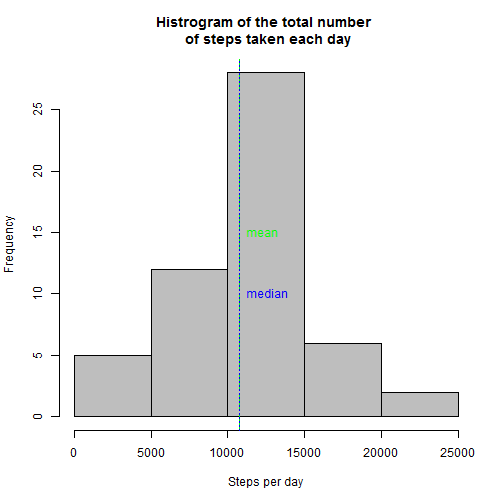 Histrogram of the total number
of steps taken each day
Frequency
25
20
15
10
5
0
mean
median
0 5000 10000 15000 20000 25000
Steps per day